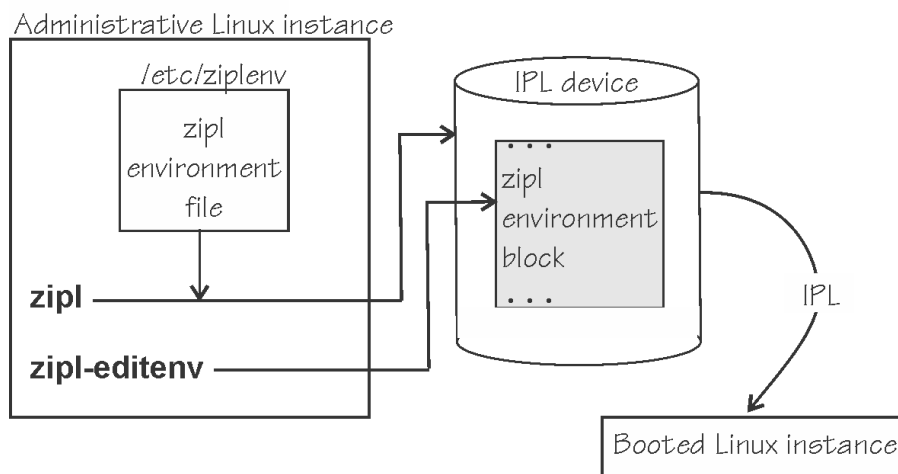 Administrative Linux instance
/etc/ziplenv
zipl
environment
file
zipl
zipl-editenv
IPL device
. . .
zipl
environment
block
. . .
IPL
Booted Linux instance